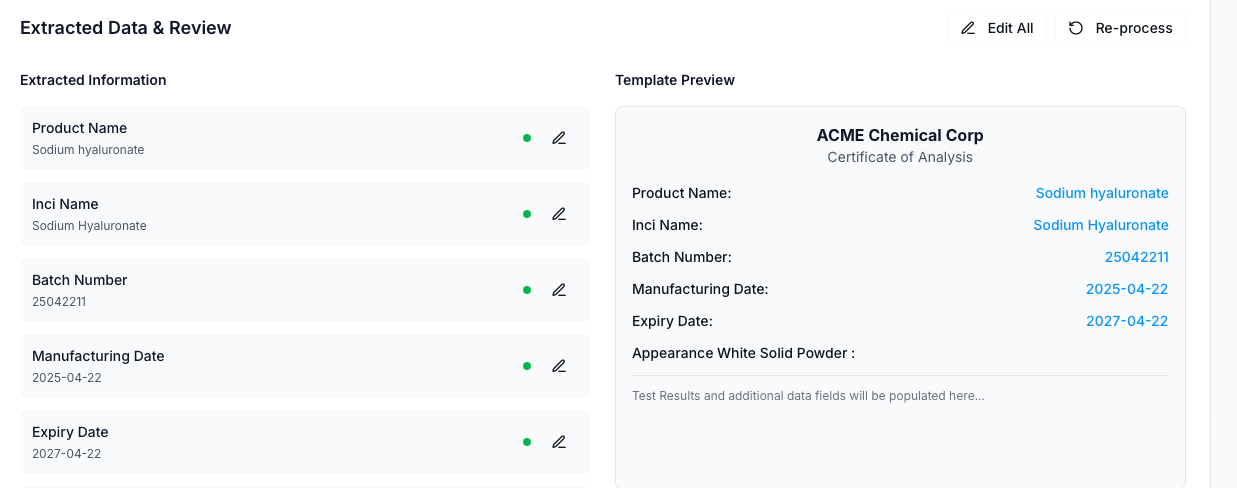 Extracted Data & Review
Edit All
Re-process
Extracted Information
Product Name
Sodium hyaluronate
Inci Name
Sodium Hyaluronate
Batch Number
25042211
Manufacturing Date
2025-04-22
Expiry Date
2027-04-22
Template Preview
ACME Chemical Corp
Certificate of Analysis
Product Name: Sodium hyaluronate
Inci Name: Sodium Hyaluronate
Batch Number: 25042211
Manufacturing Date: 2025-04-22
Expiry Date: 2027-04-22
Appearance White Solid Powder :
Test Results and additional data fields will be populated here...